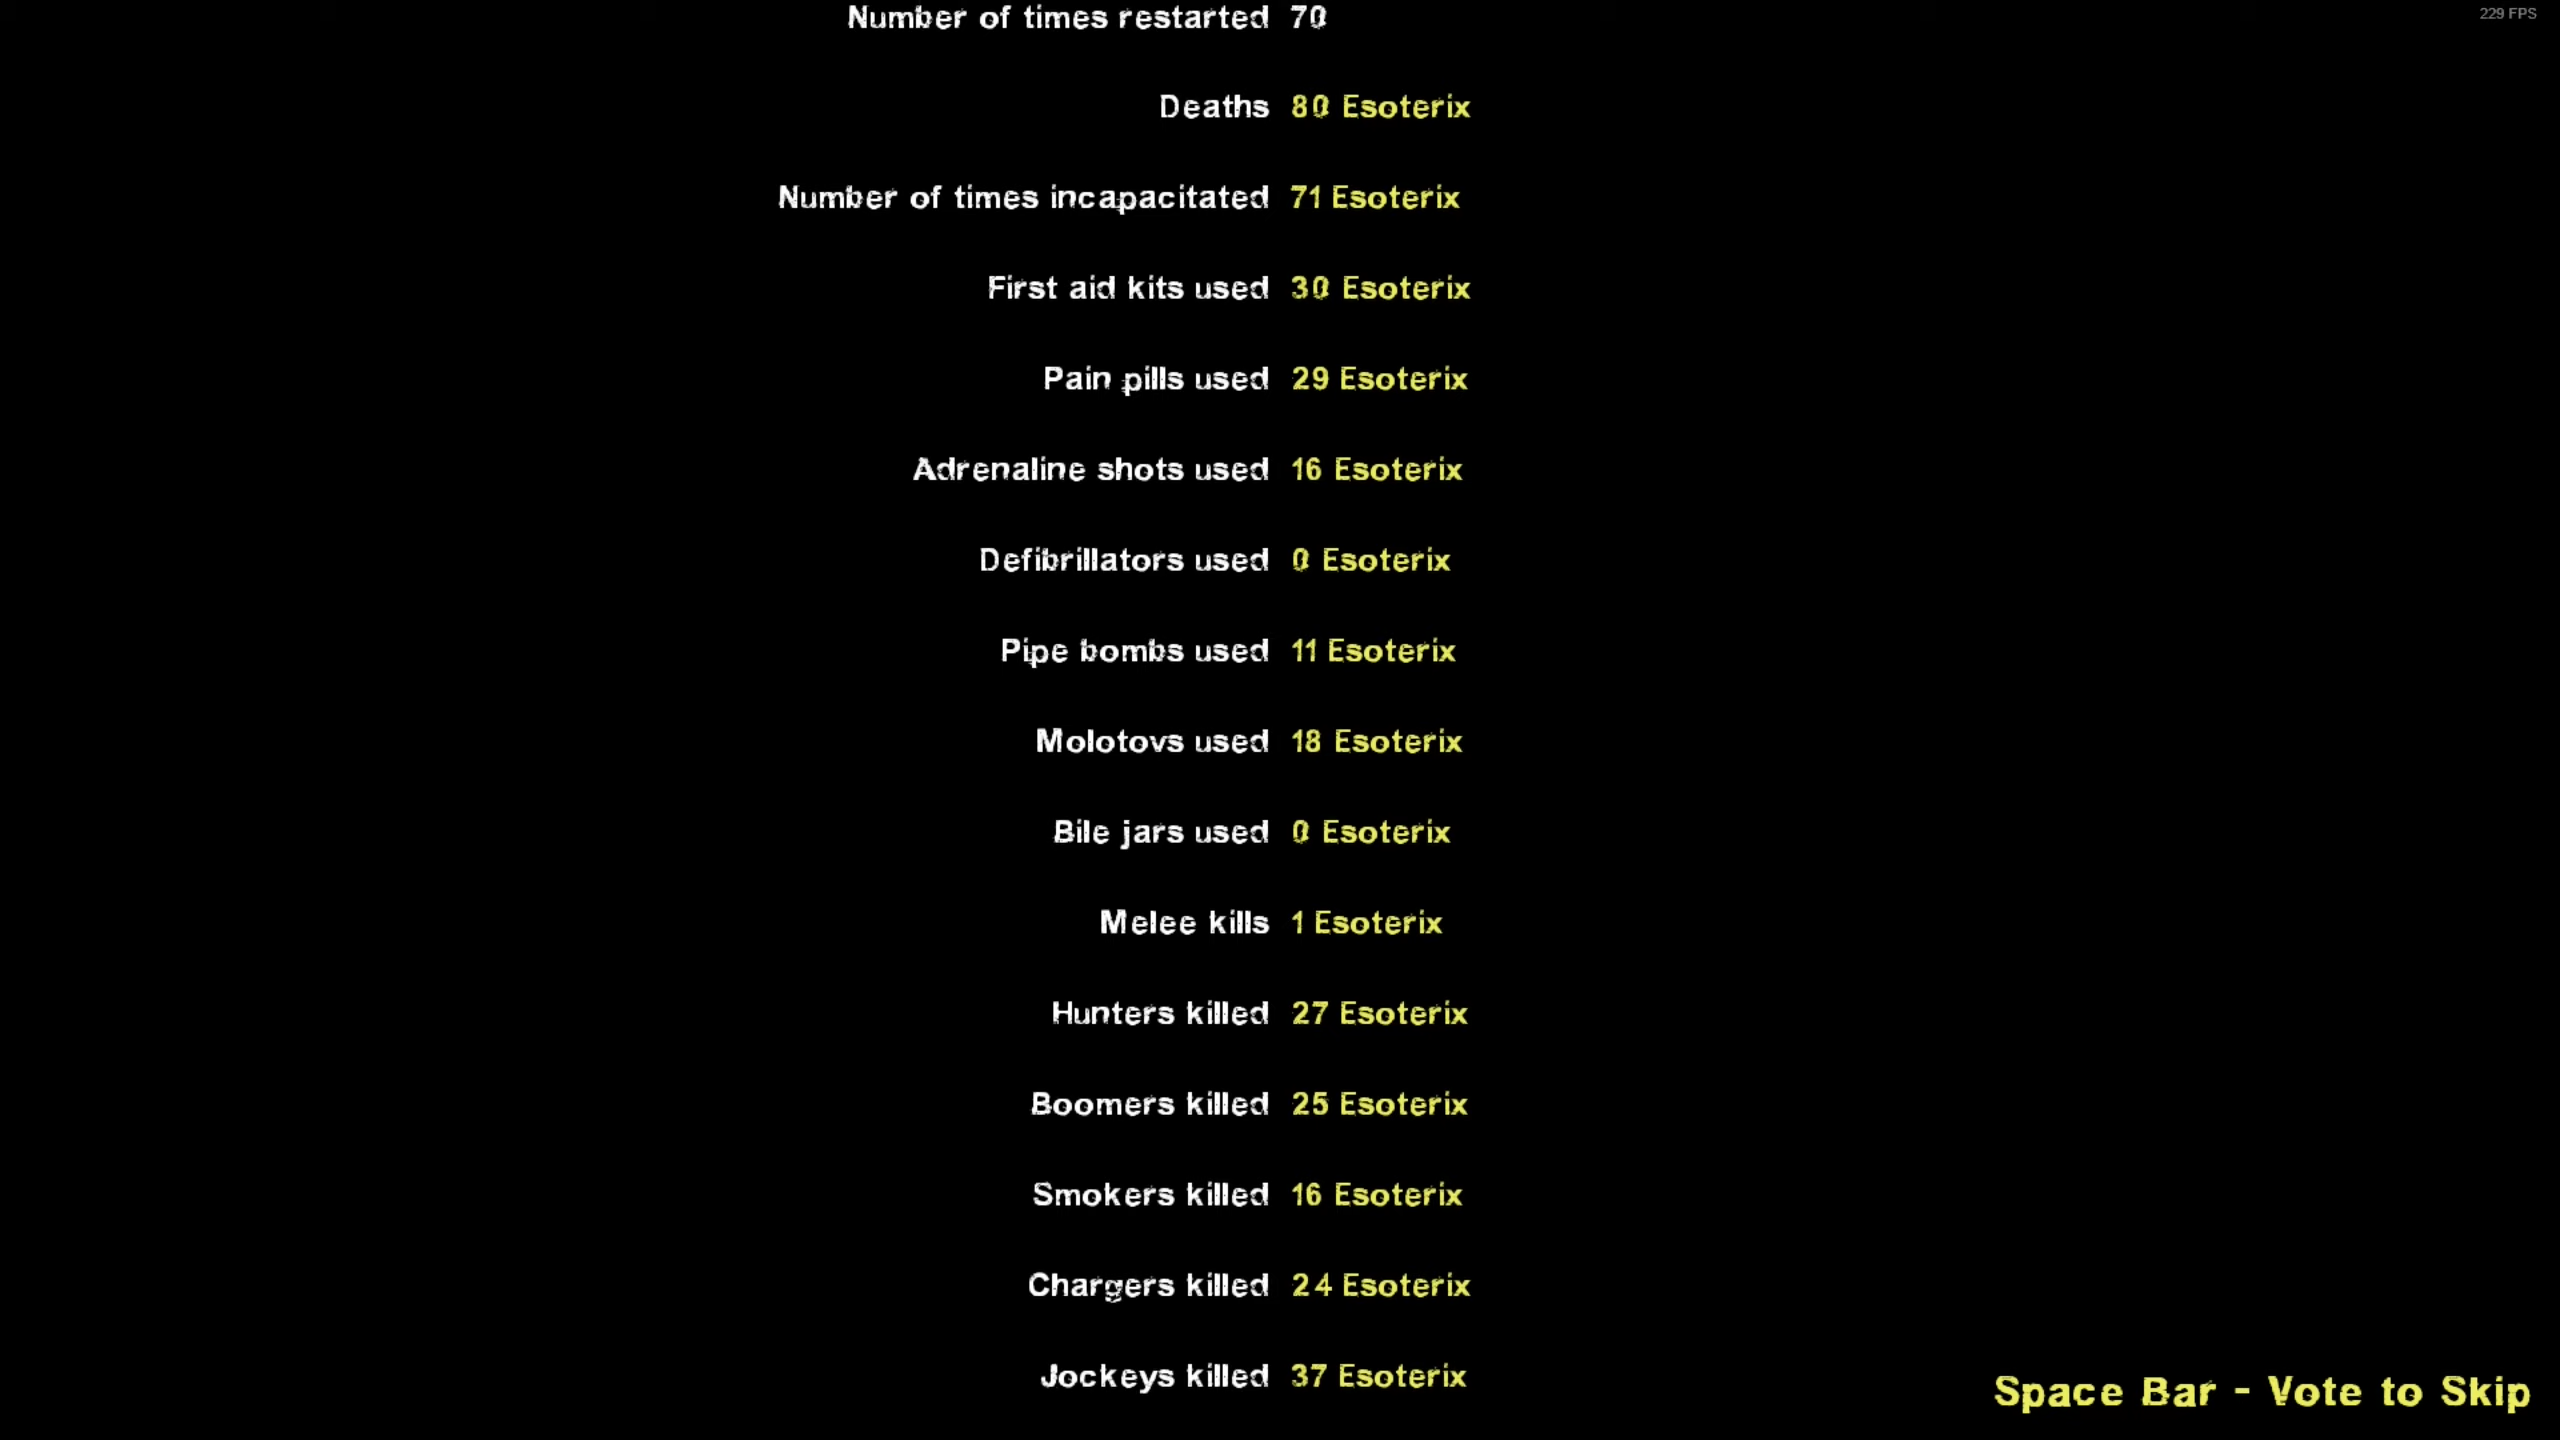 Number of times restarted 70
229 FPS
Deaths 80 Esoterix
Number of times incapacitated 71 Esoterix
First aid kits used 30 Esoterix
Pain pills used 29 Esoterix
Adrenaline shots used 16 Esoterix
Defibrillators used 0 Esoterix
Pipe bombs used 11 Esoterix
Molotovs used 18 Esoterix
Bile jars used 0 Esoterix
Melee kills 1 Esoterix
Hunters killed 27 Esoterix
Boomers killed 25 Esoterix
Smokers killed 16 Esoterix
Chargers killed 24 Esoterix
Jockeys killed 37 Esoterix
Space Bar - Vote to Skip